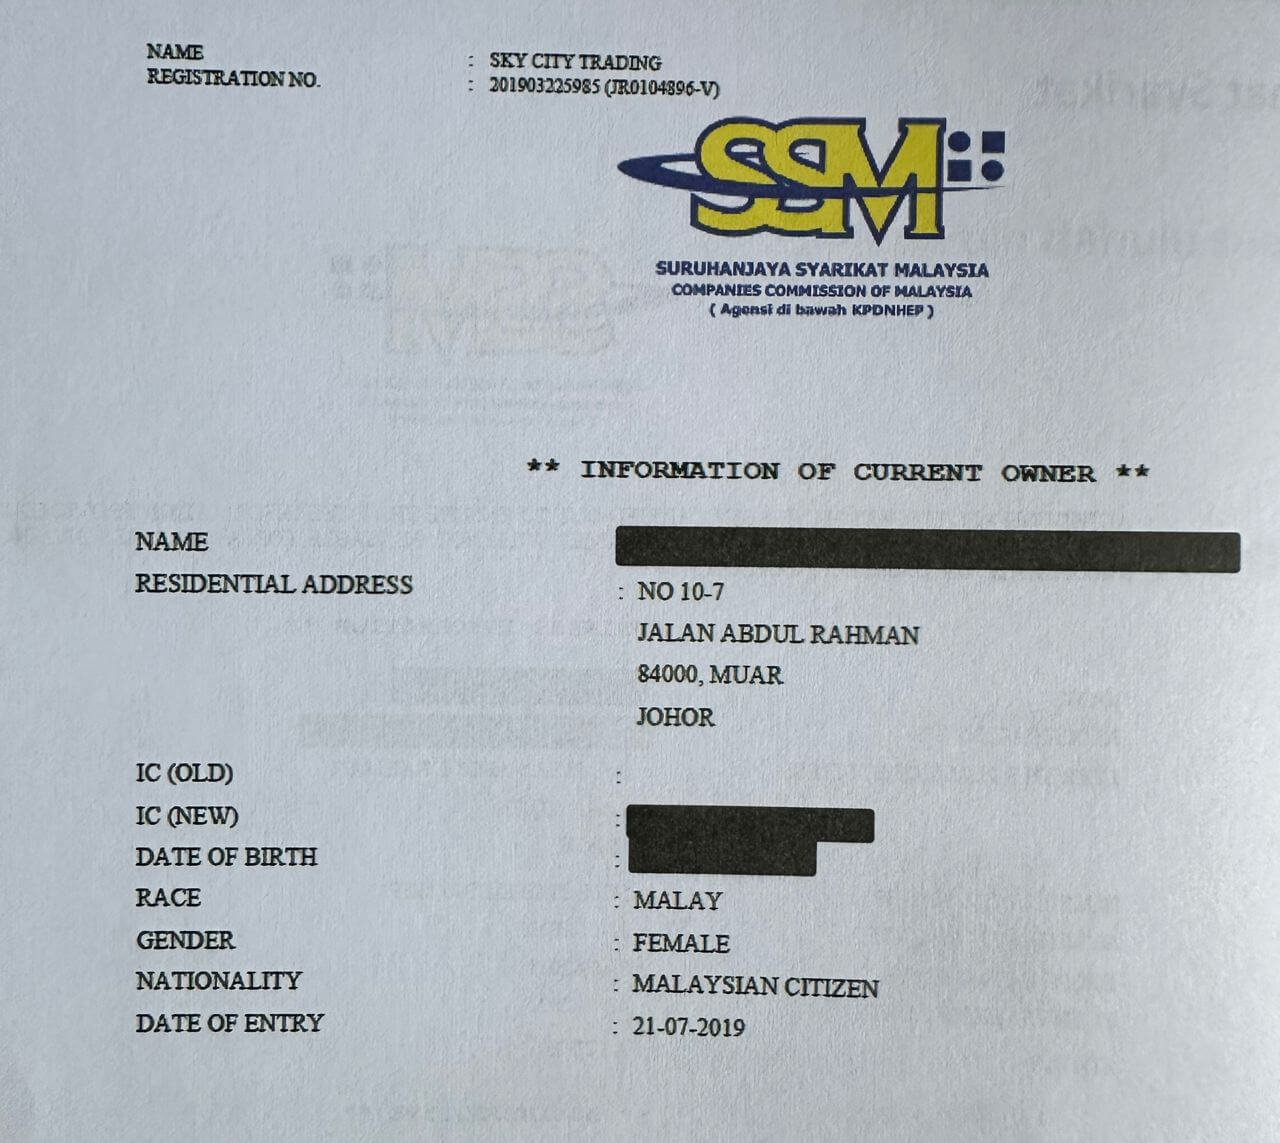 NAME : SKY CITY TRADING
REGISTRATION NO. : 201903225985 (JR0104896-V)
SSM
SURUHANJAYA SYARIKAT MALAYSIA
COMPANIES COMMISSION OF MALAYSIA
( Agensi di bawah KPDNHEP )
** INFORMATION OF CURRENT OWNER **
NAME
RESIDENTIAL ADDRESS : NO 10-7
JALAN ABDUL RAHMAN
84000, MUAR
JOHOR
IC (OLD) :
IC (NEW) :
DATE OF BIRTH :
RACE : MALAY
GENDER : FEMALE
NATIONALITY : MALAYSIAN CITIZEN
DATE OF ENTRY : 21-07-2019